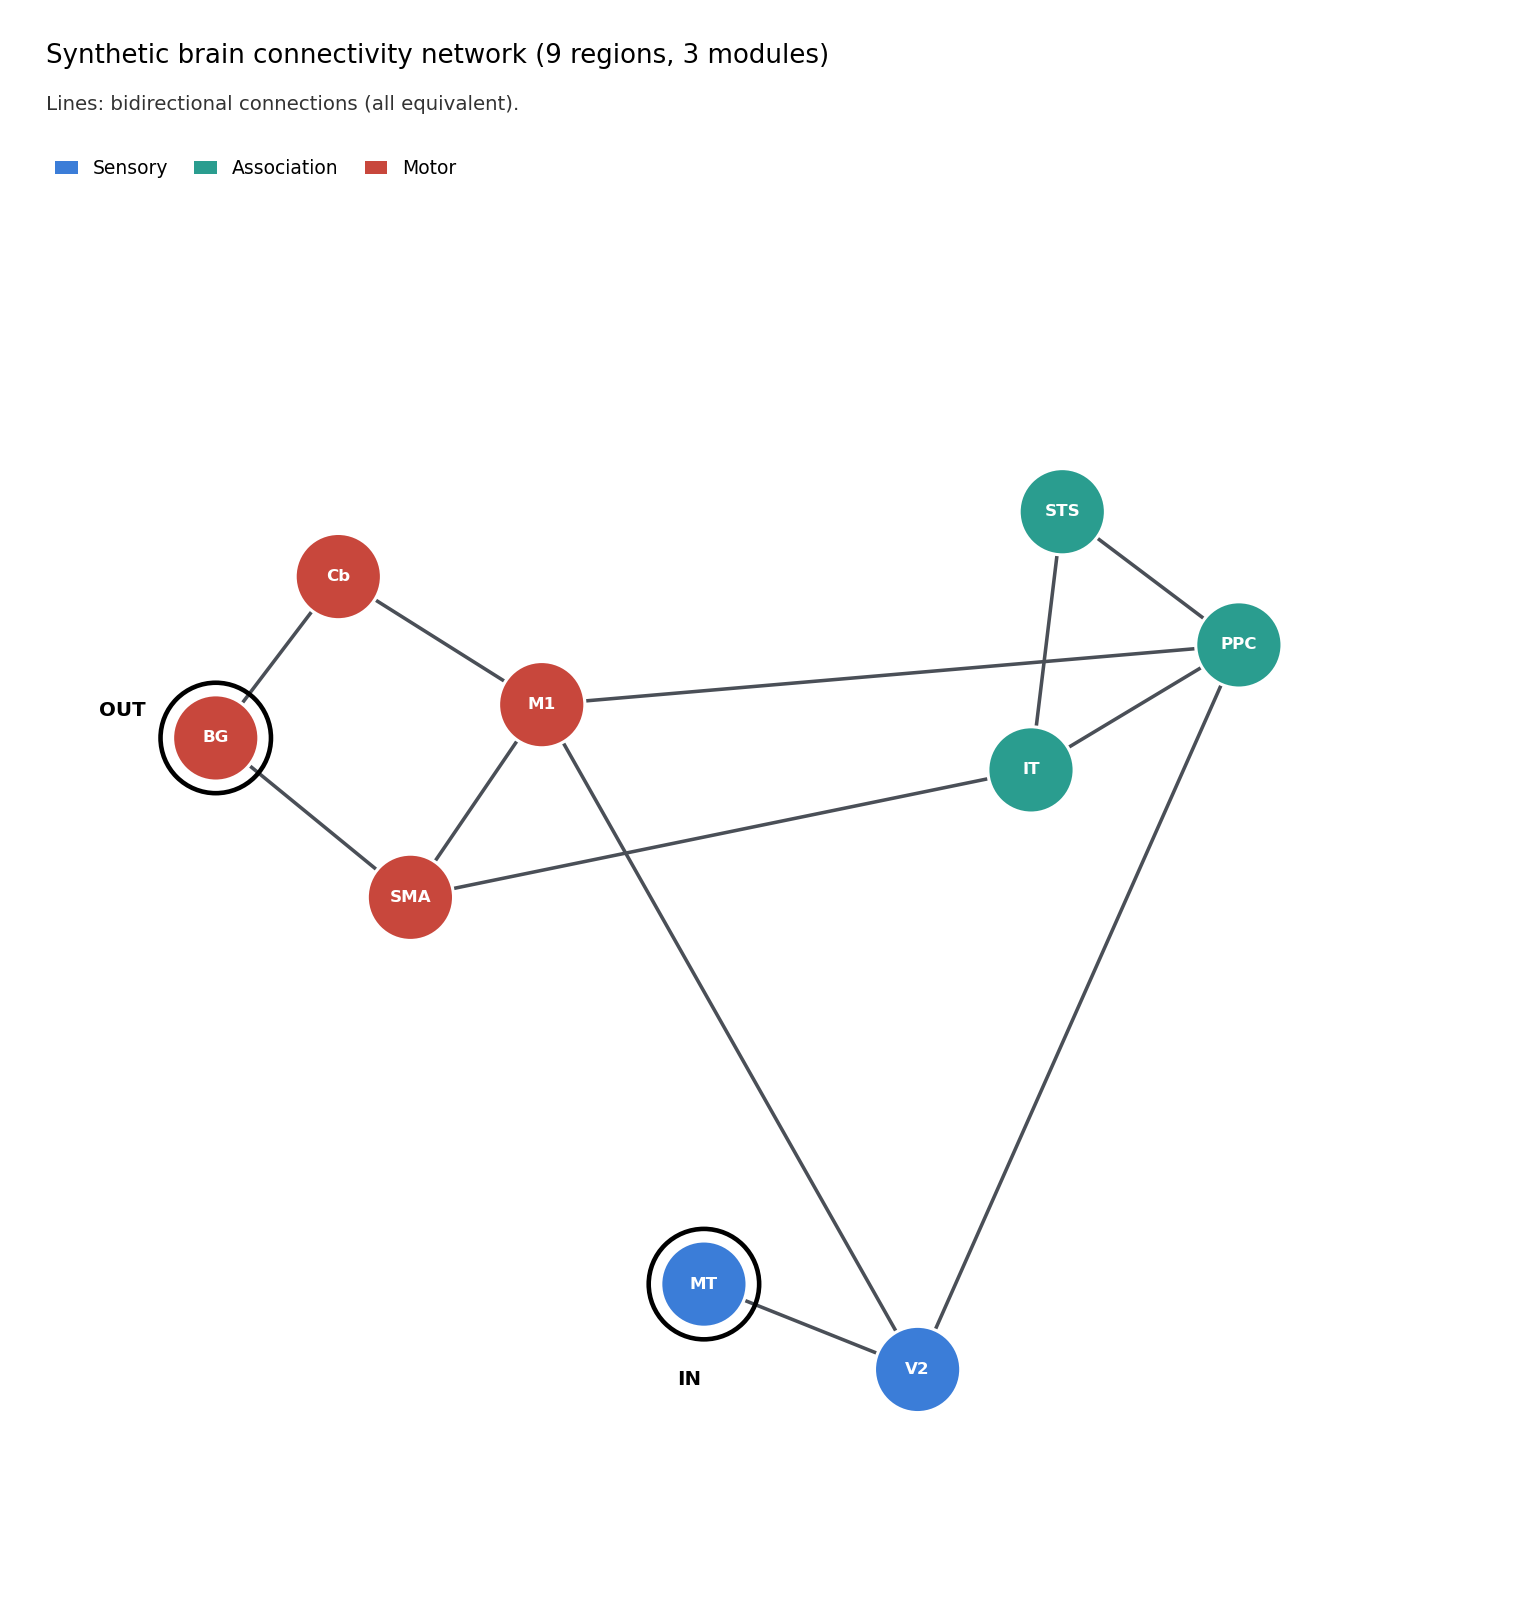 Synthetic brain connectivity network (9 regions, 3 modules)
Lines: bidirectional connections (all equivalent).
Sensory Association Motor
STS
Cb
PPC
M1
OUT
BG
IT
SMA
MT
V2
IN